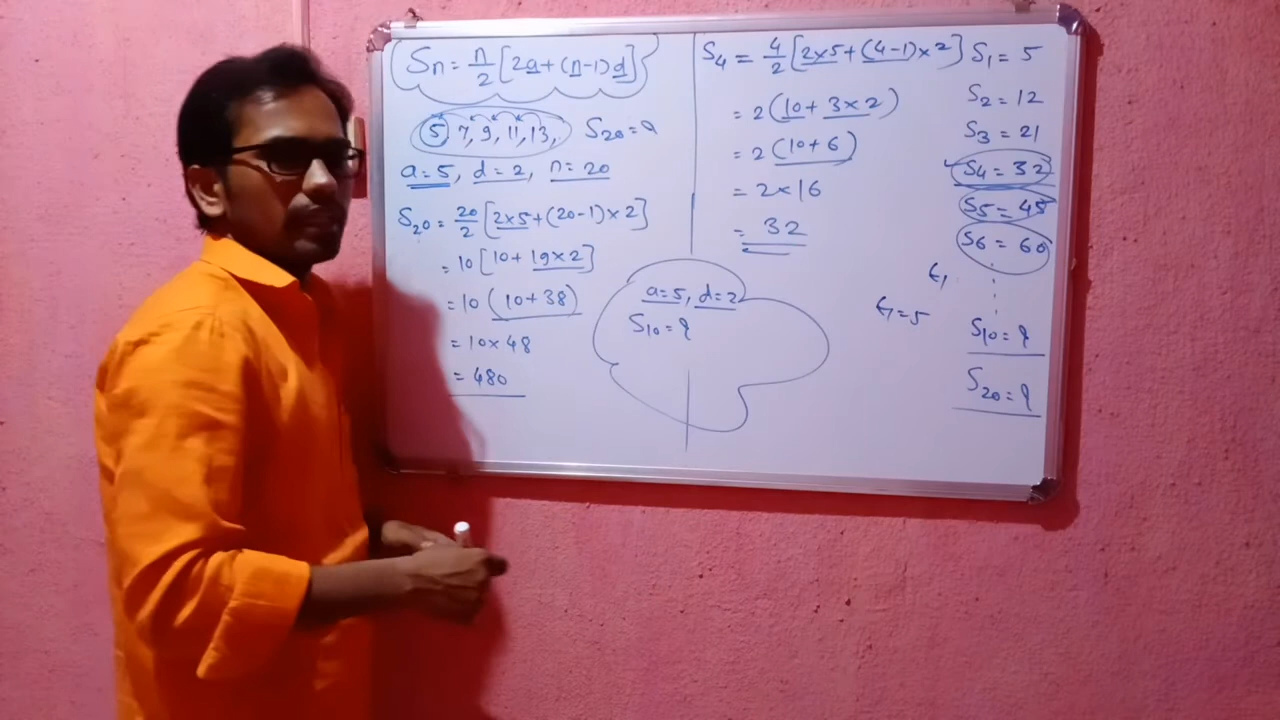 Sn = n/2 [2a + (n-1) d]
5, 7, 9, 11, 13, S20 = ?
a = 5, d = 2, n = 20
S20 = 20/2 [2×5 + (20-1) × 2]
= 10 [10 + 19 × 2]
= 10 (10 + 38)
= 10 × 48
= 480
S4 = 4/2 [2×5 + (4-1) × 2]
= 2 (10 + 3 × 2)
= 2 (10 + 6)
= 2 × 16
= 32
a = 5, d = 2
S10 = ?
S1 = 5
S2 = 12
S3 = 21
S4 = 32
S5 = 45
S6 = 60
S10 = ?
S20 = ?